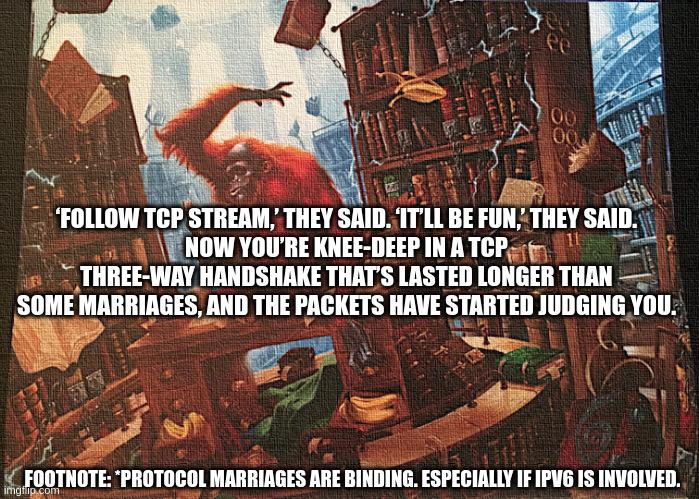 ‘FOLLOW TCP STREAM,’ THEY SAID. ‘IT’LL BE FUN,’ THEY SAID.
NOW YOU’RE KNEE-DEEP IN A TCP
THREE-WAY HANDSHAKE THAT’S LASTED LONGER THAN
SOME MARRIAGES, AND THE PACKETS HAVE STARTED JUDGING YOU.
FOOTNOTE: *PROTOCOL MARRIAGES ARE BINDING. ESPECIALLY IF IPV6 IS INVOLVED.
imgflip.com